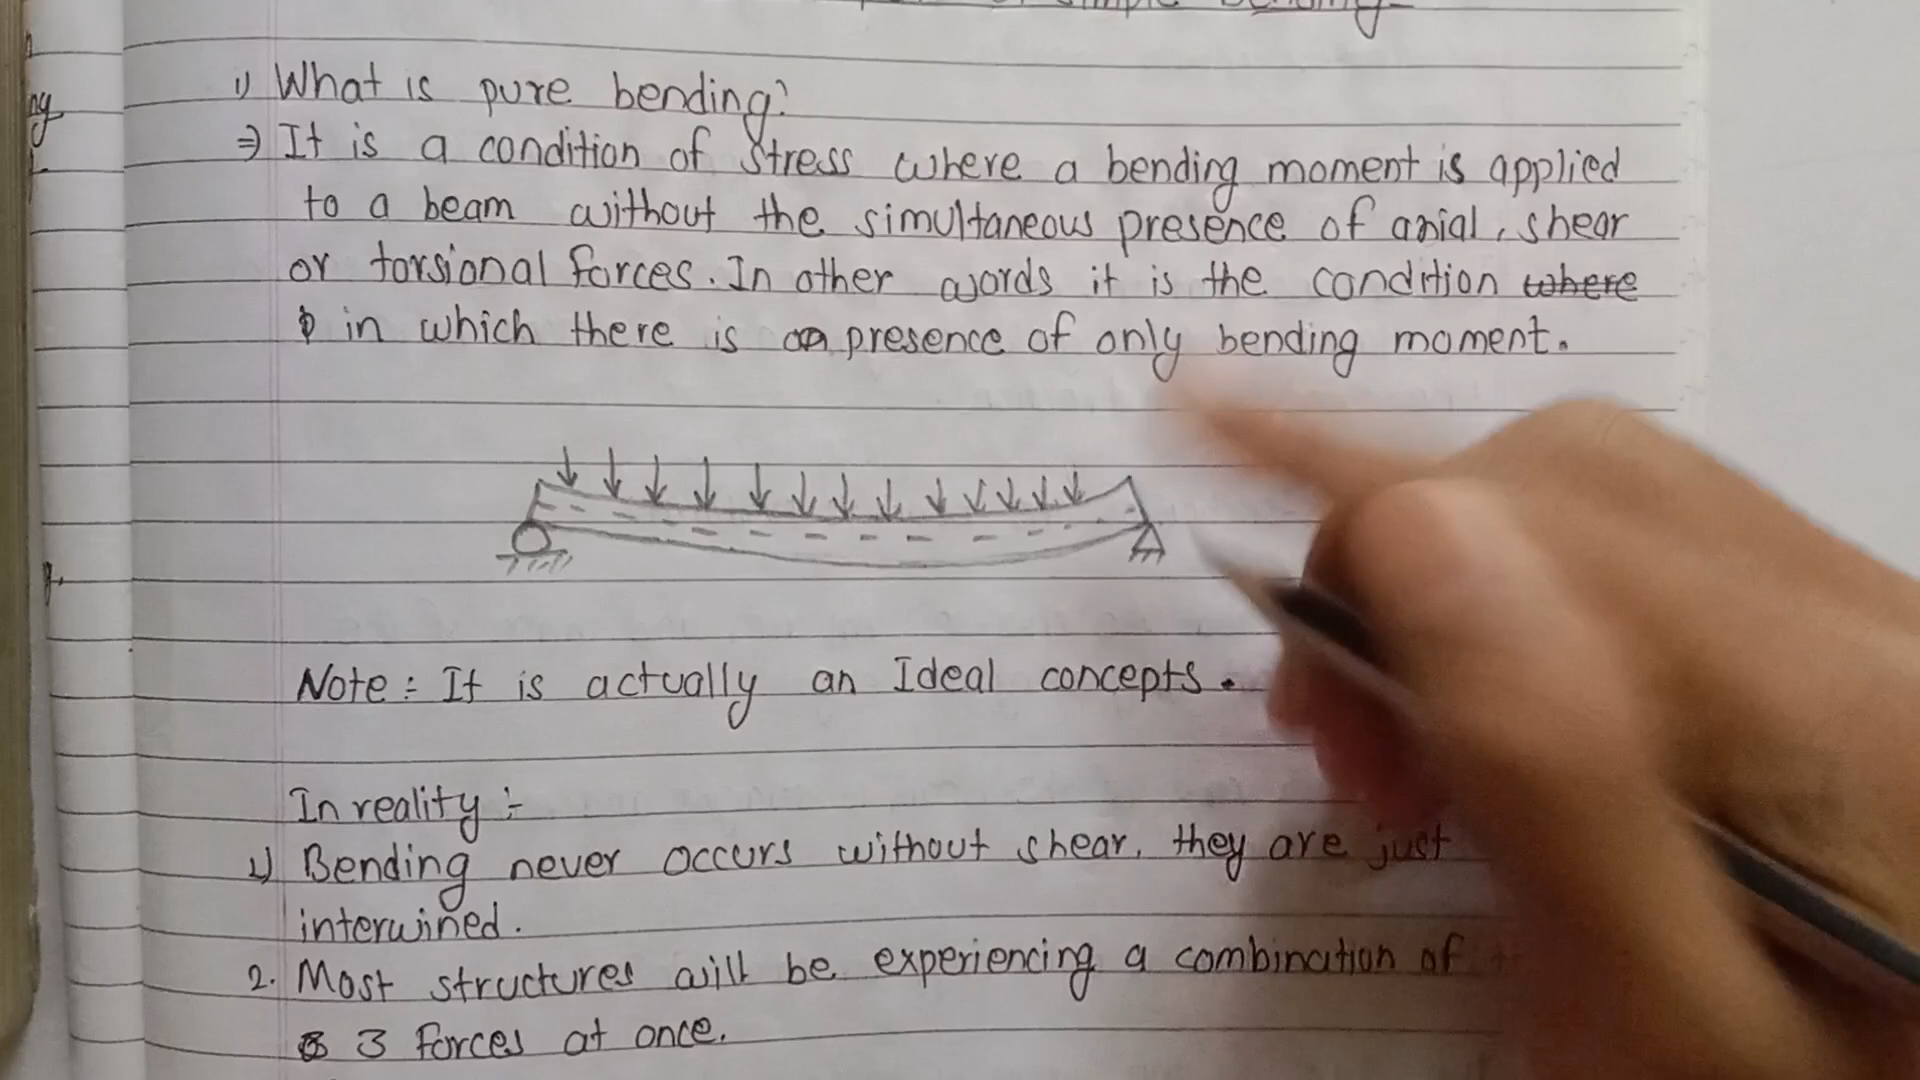 simple bending
1) What is pure bending?
⇒ It is a condition of stress where a bending moment is applied
to a beam without the simultaneous presence of axial, shear
or torsional forces. In other words it is the condition where
in which there is presence of only bending moment.
Note:- It is actually an Ideal concepts.
In reality :-
1) Bending never occurs without shear, they are just
interwined.
2. Most structures will be experiencing a combination of
3 forces at once.